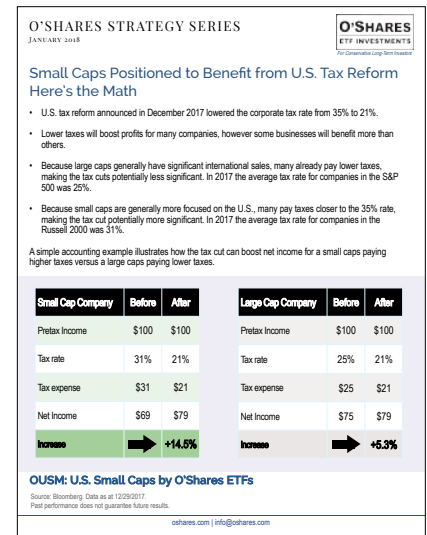 O'SHARES STRATEGY SERIES
JANUARY 2018
O'SHARES
ETF INVESTMENTS
For Conservative Long-Term Investors
Small Caps Positioned to Benefit from U.S. Tax Reform
Here's the Math
• U.S. tax reform announced in December 2017 lowered the corporate tax rate from 35% to 21%.
• Lower taxes will boost profits for many companies, however some businesses will benefit more than
others.
• Because large caps generally have significant international sales, many already pay lower taxes,
making the tax cuts potentially less significant. In 2017 the average tax rate for companies in the S&P
500 was 25%.
• Because small caps are generally more focused on the U.S., many pay taxes closer to the 35% rate,
making the tax cut potentially more significant. In 2017 the average tax rate for companies in the
Russell 2000 was 31%.
A simple accounting example illustrates how the tax cut can boost net income for a small caps paying
higher taxes versus a large caps paying lower taxes.
Small Cap Company Before After
Pretax Income $100 $100
Tax rate 31% 21%
Tax expense $31 $21
Net Income $69 $79
Increase +14.5%
Large Cap Company Before After
Pretax Income $100 $100
Tax rate 25% 21%
Tax expense $25 $21
Net Income $75 $79
Increase +5.3%
OUSM: U.S. Small Caps by O'Shares ETFs
Source: Bloomberg. Data as at 12/29/2017.
Past performance does not guarantee future results.
oshares.com | info@oshares.com